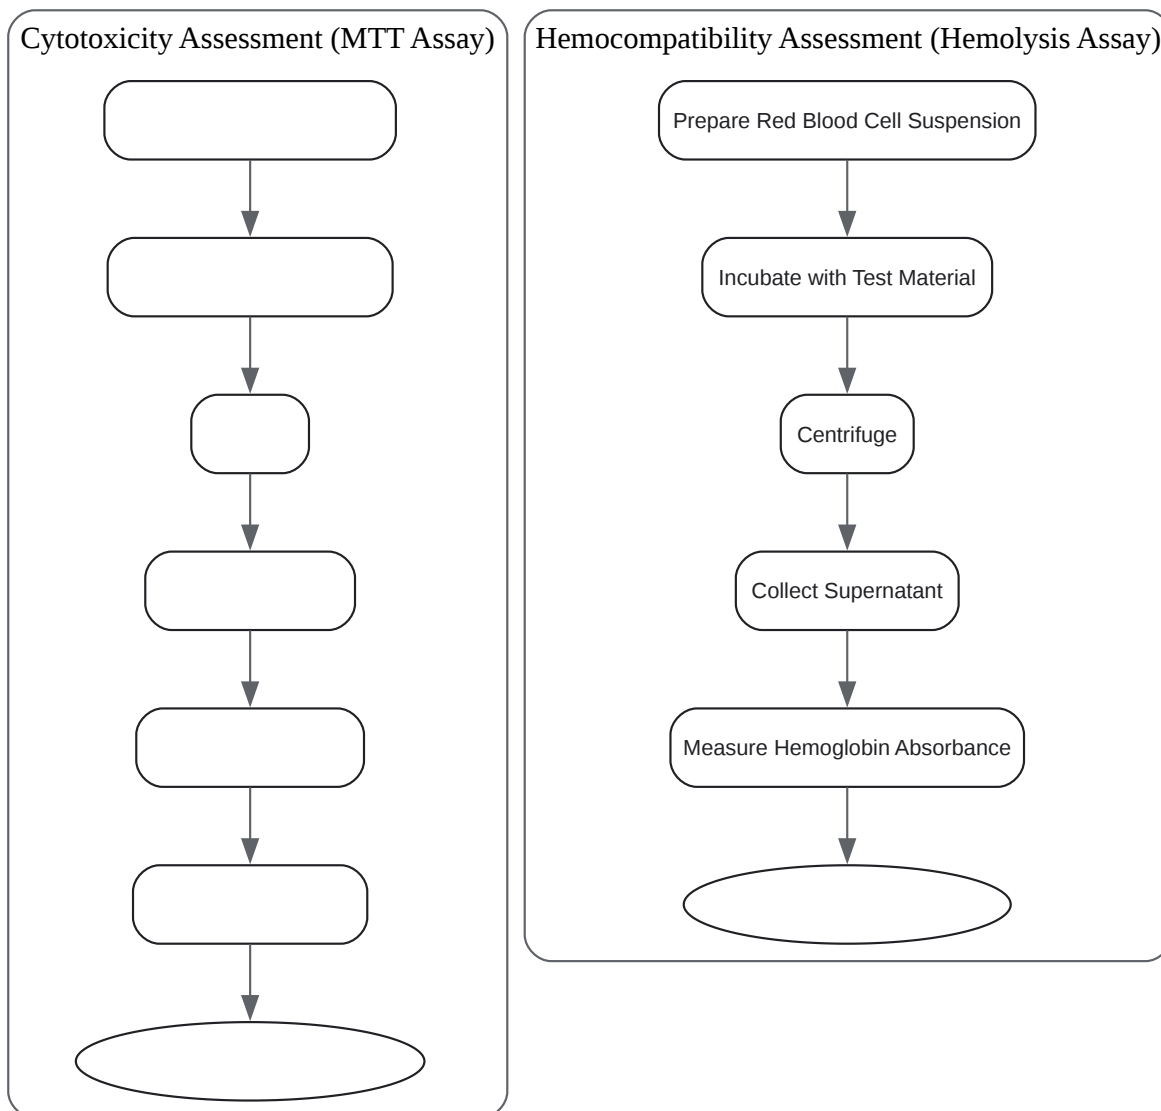 Cytotoxicity Assessment (MTT Assay)
Hemocompatibility Assessment (Hemolysis Assay)
Prepare Red Blood Cell Suspension
Incubate with Test Material
Centrifuge
Collect Supernatant
Measure Hemoglobin Absorbance